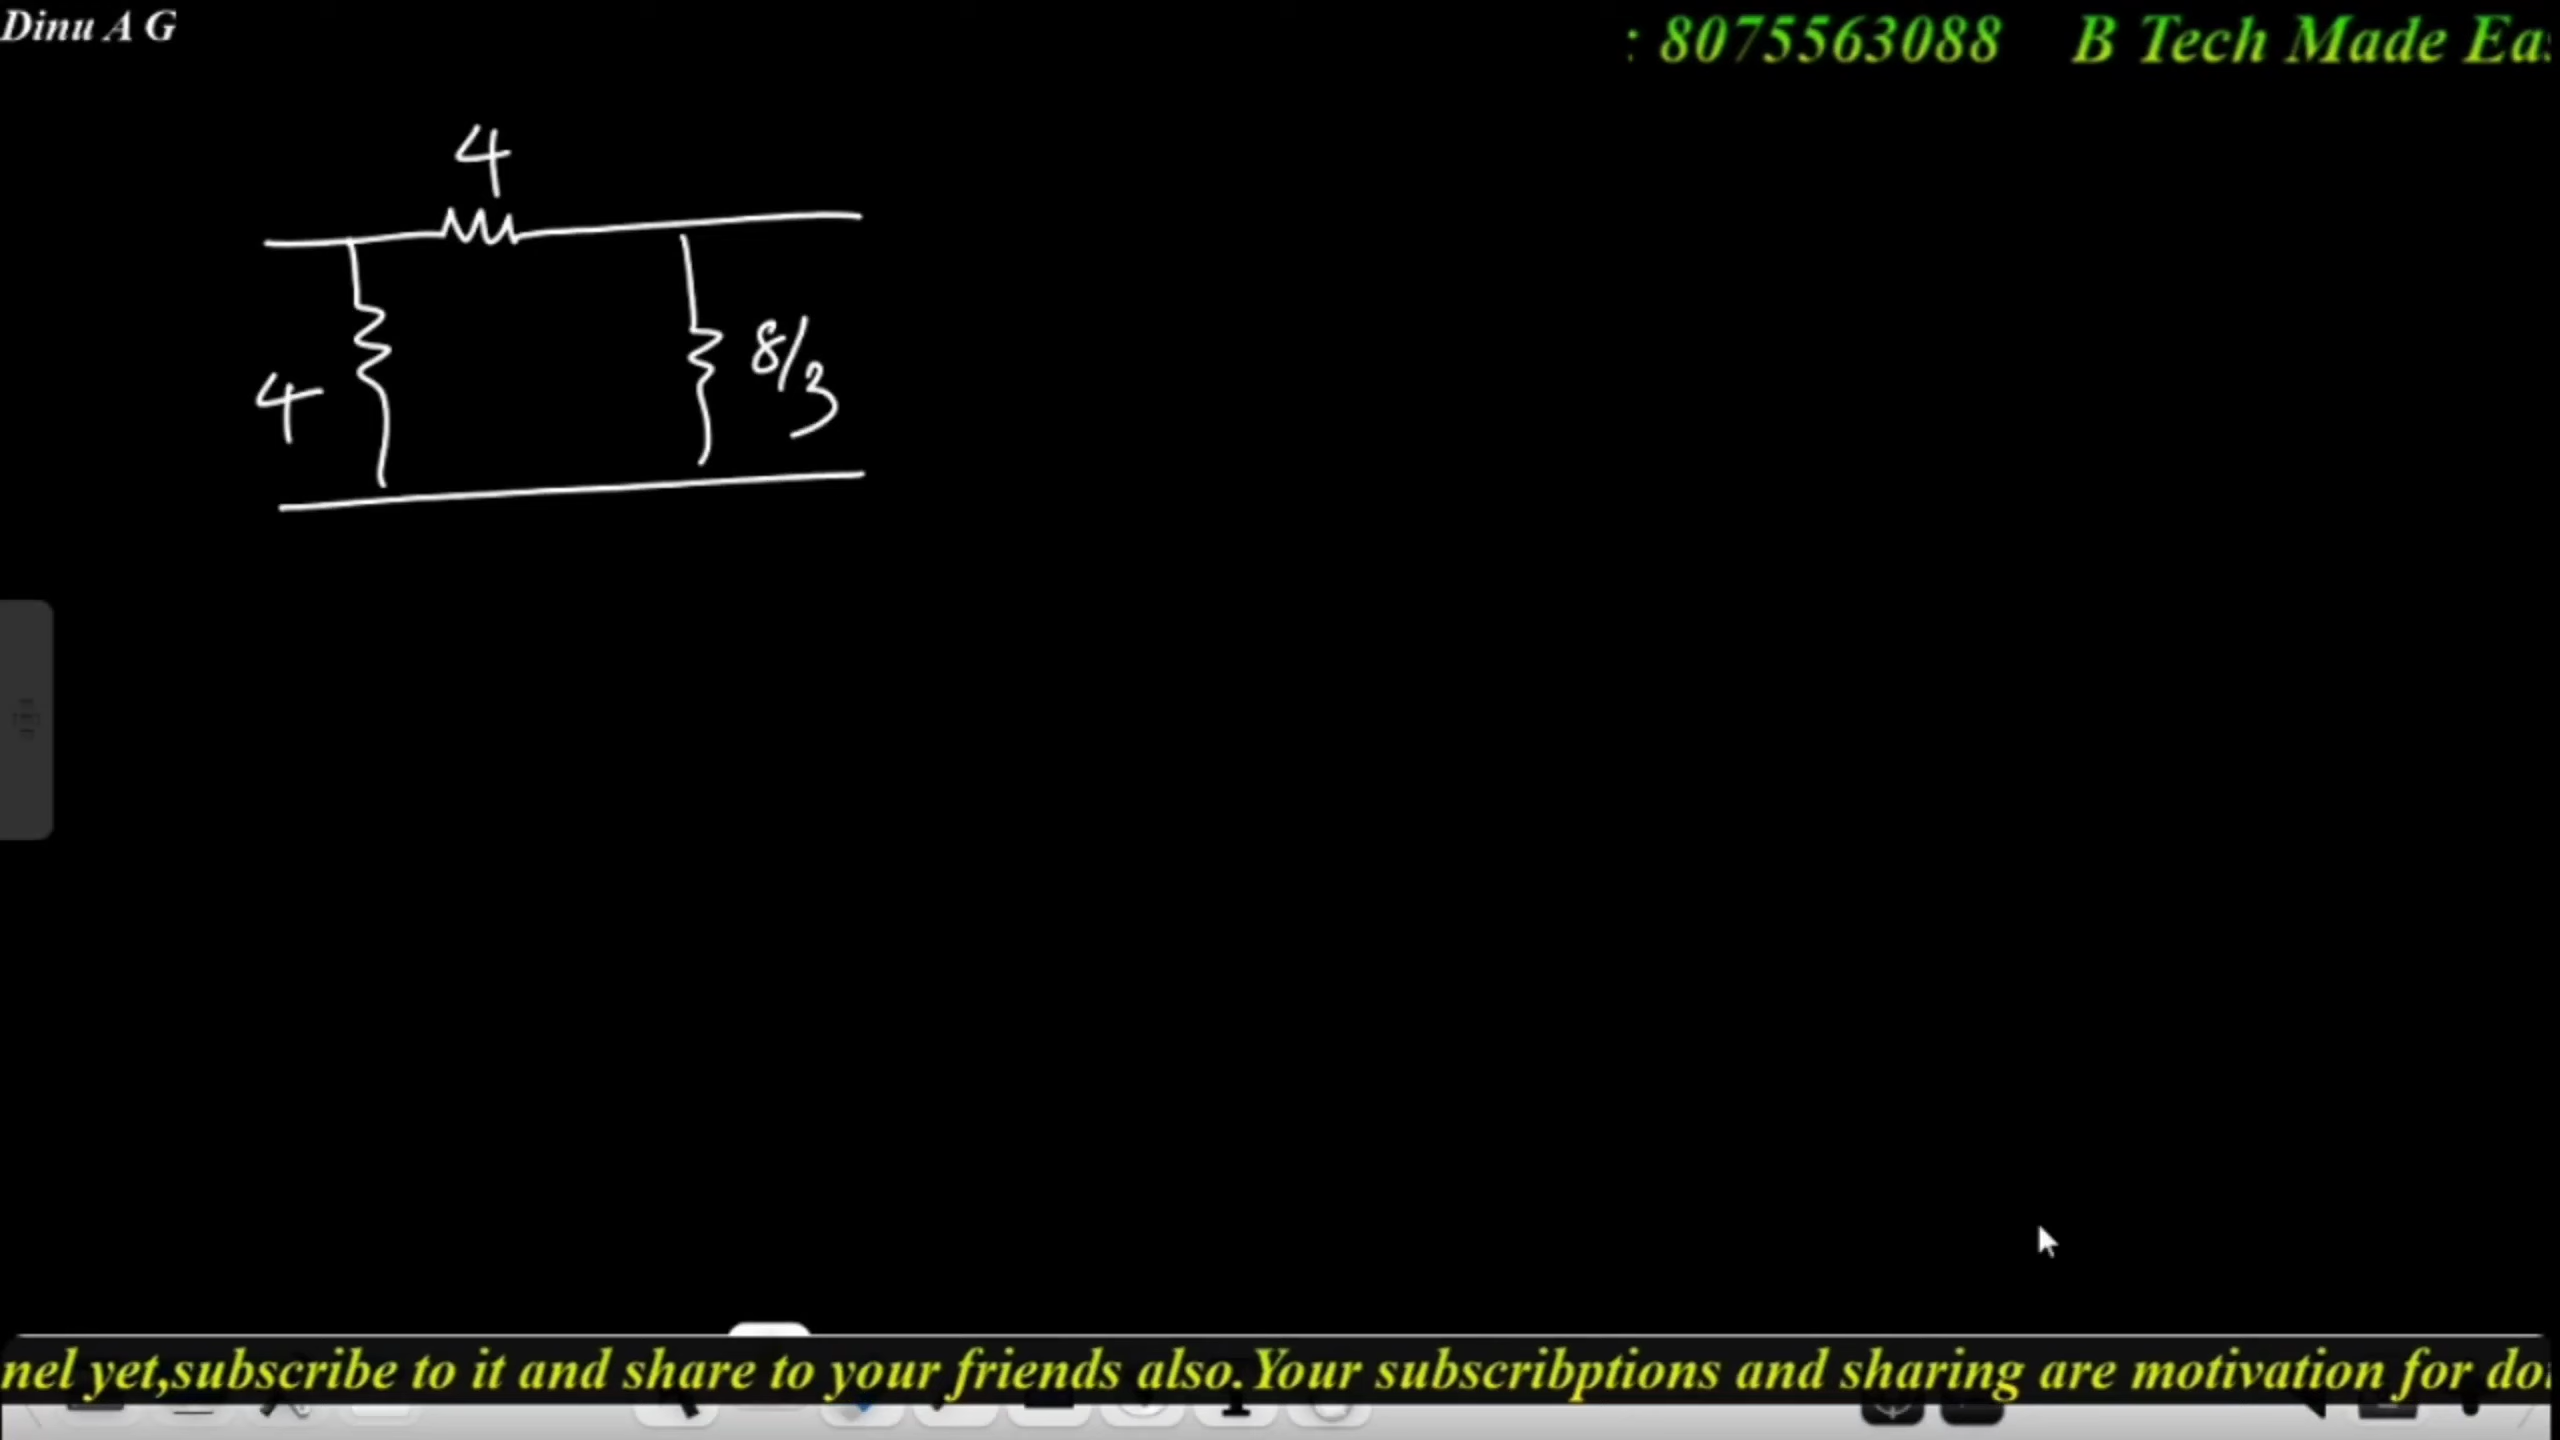 Dinu A G
: 8075563088 B Tech Made Eas
4
4
8/3
nel yet,subscribe to it and share to your friends also.Your subscribptions and sharing are motivation for do